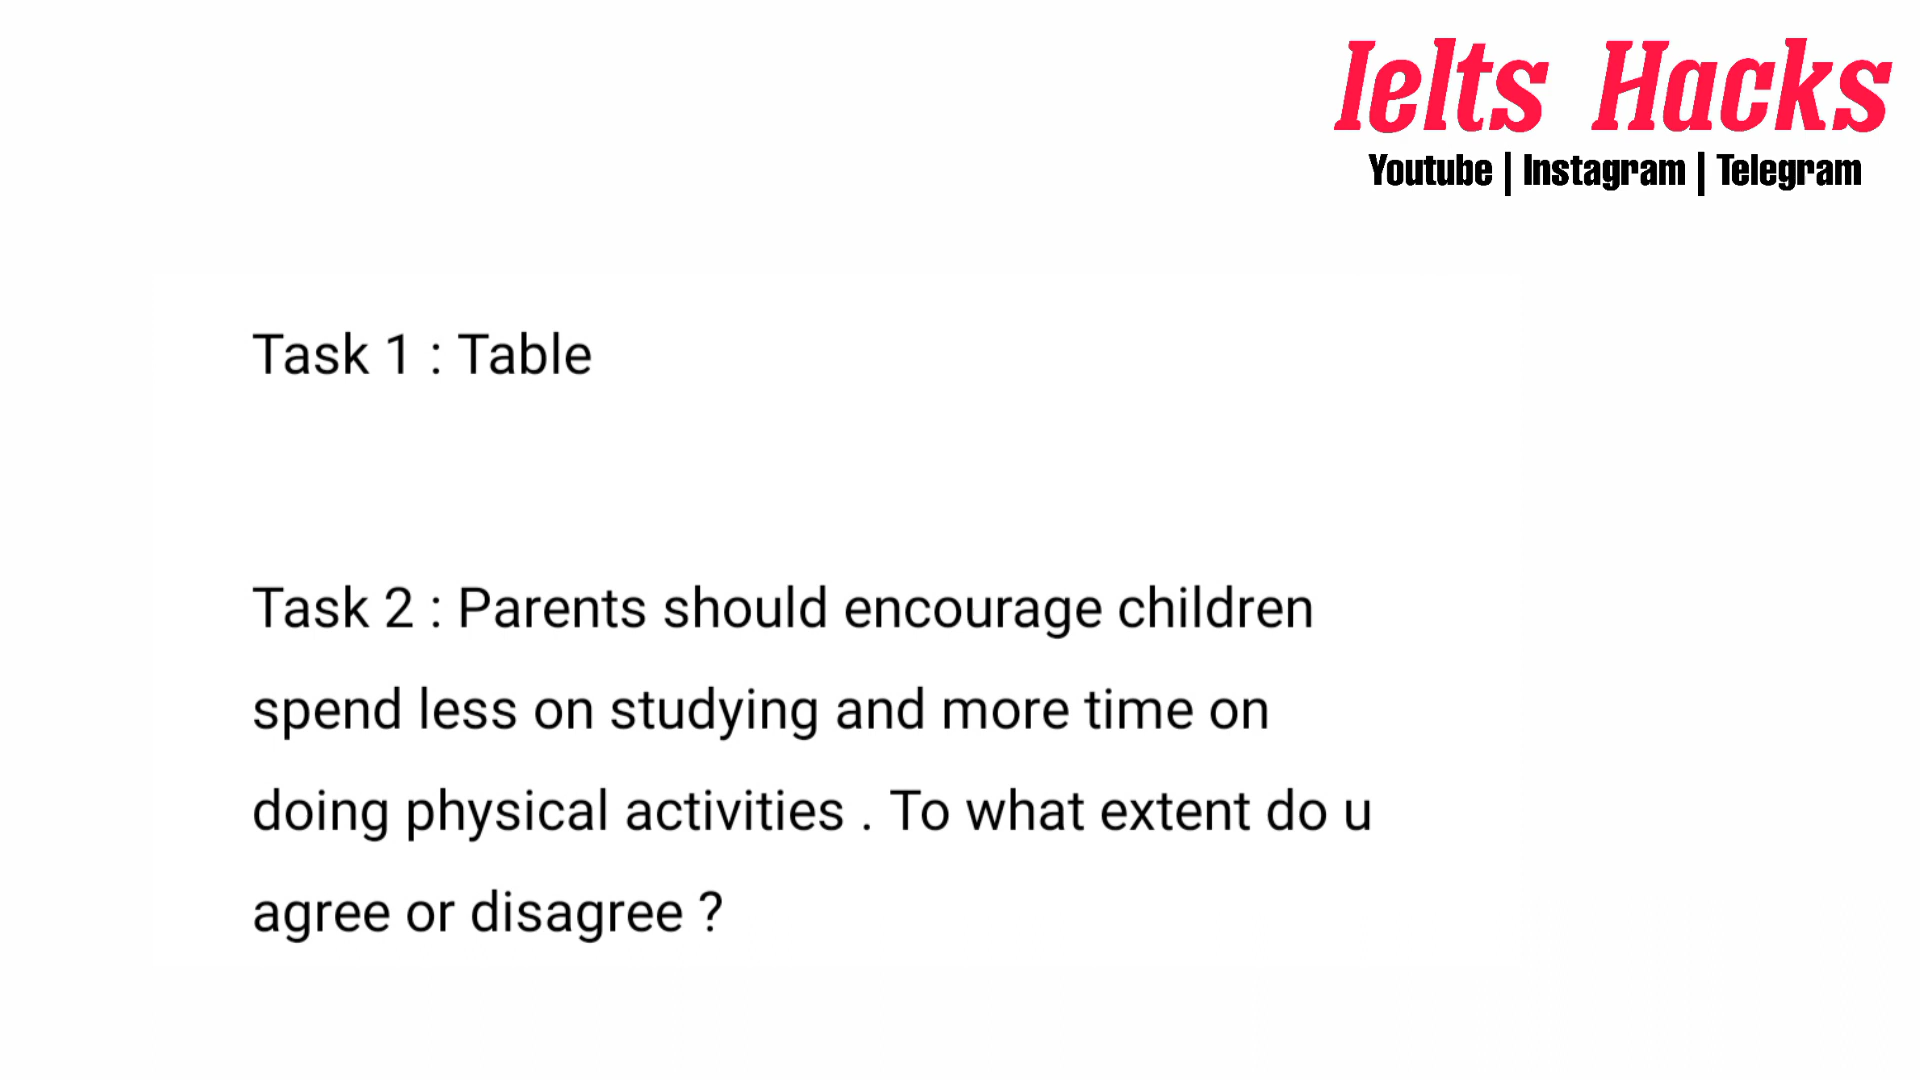 Ielts Hacks
Youtube | Instagram | Telegram
Task 1 : Table
Task 2 : Parents should encourage children
spend less on studying and more time on
doing physical activities . To what extent do u
agree or disagree ?